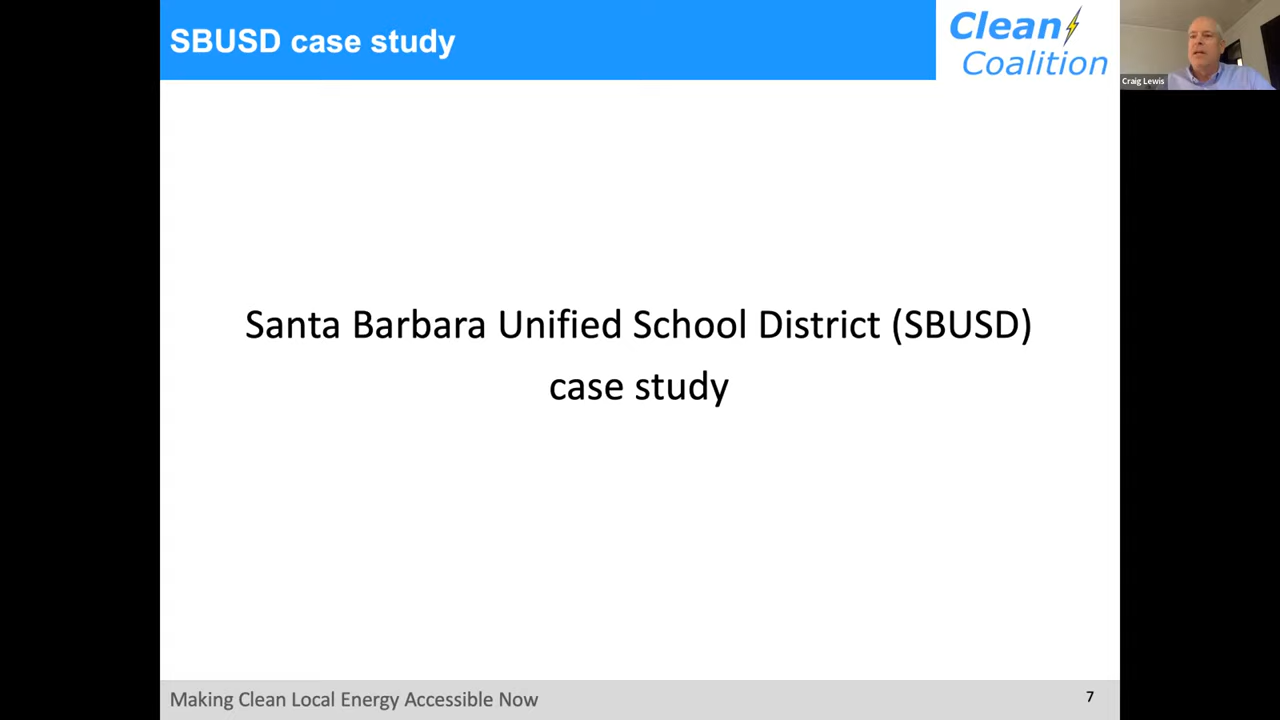 SBUSD case study
Clean
Coalition
Craig Lewis
Santa Barbara Unified School District (SBUSD)
case study
Making Clean Local Energy Accessible Now
7